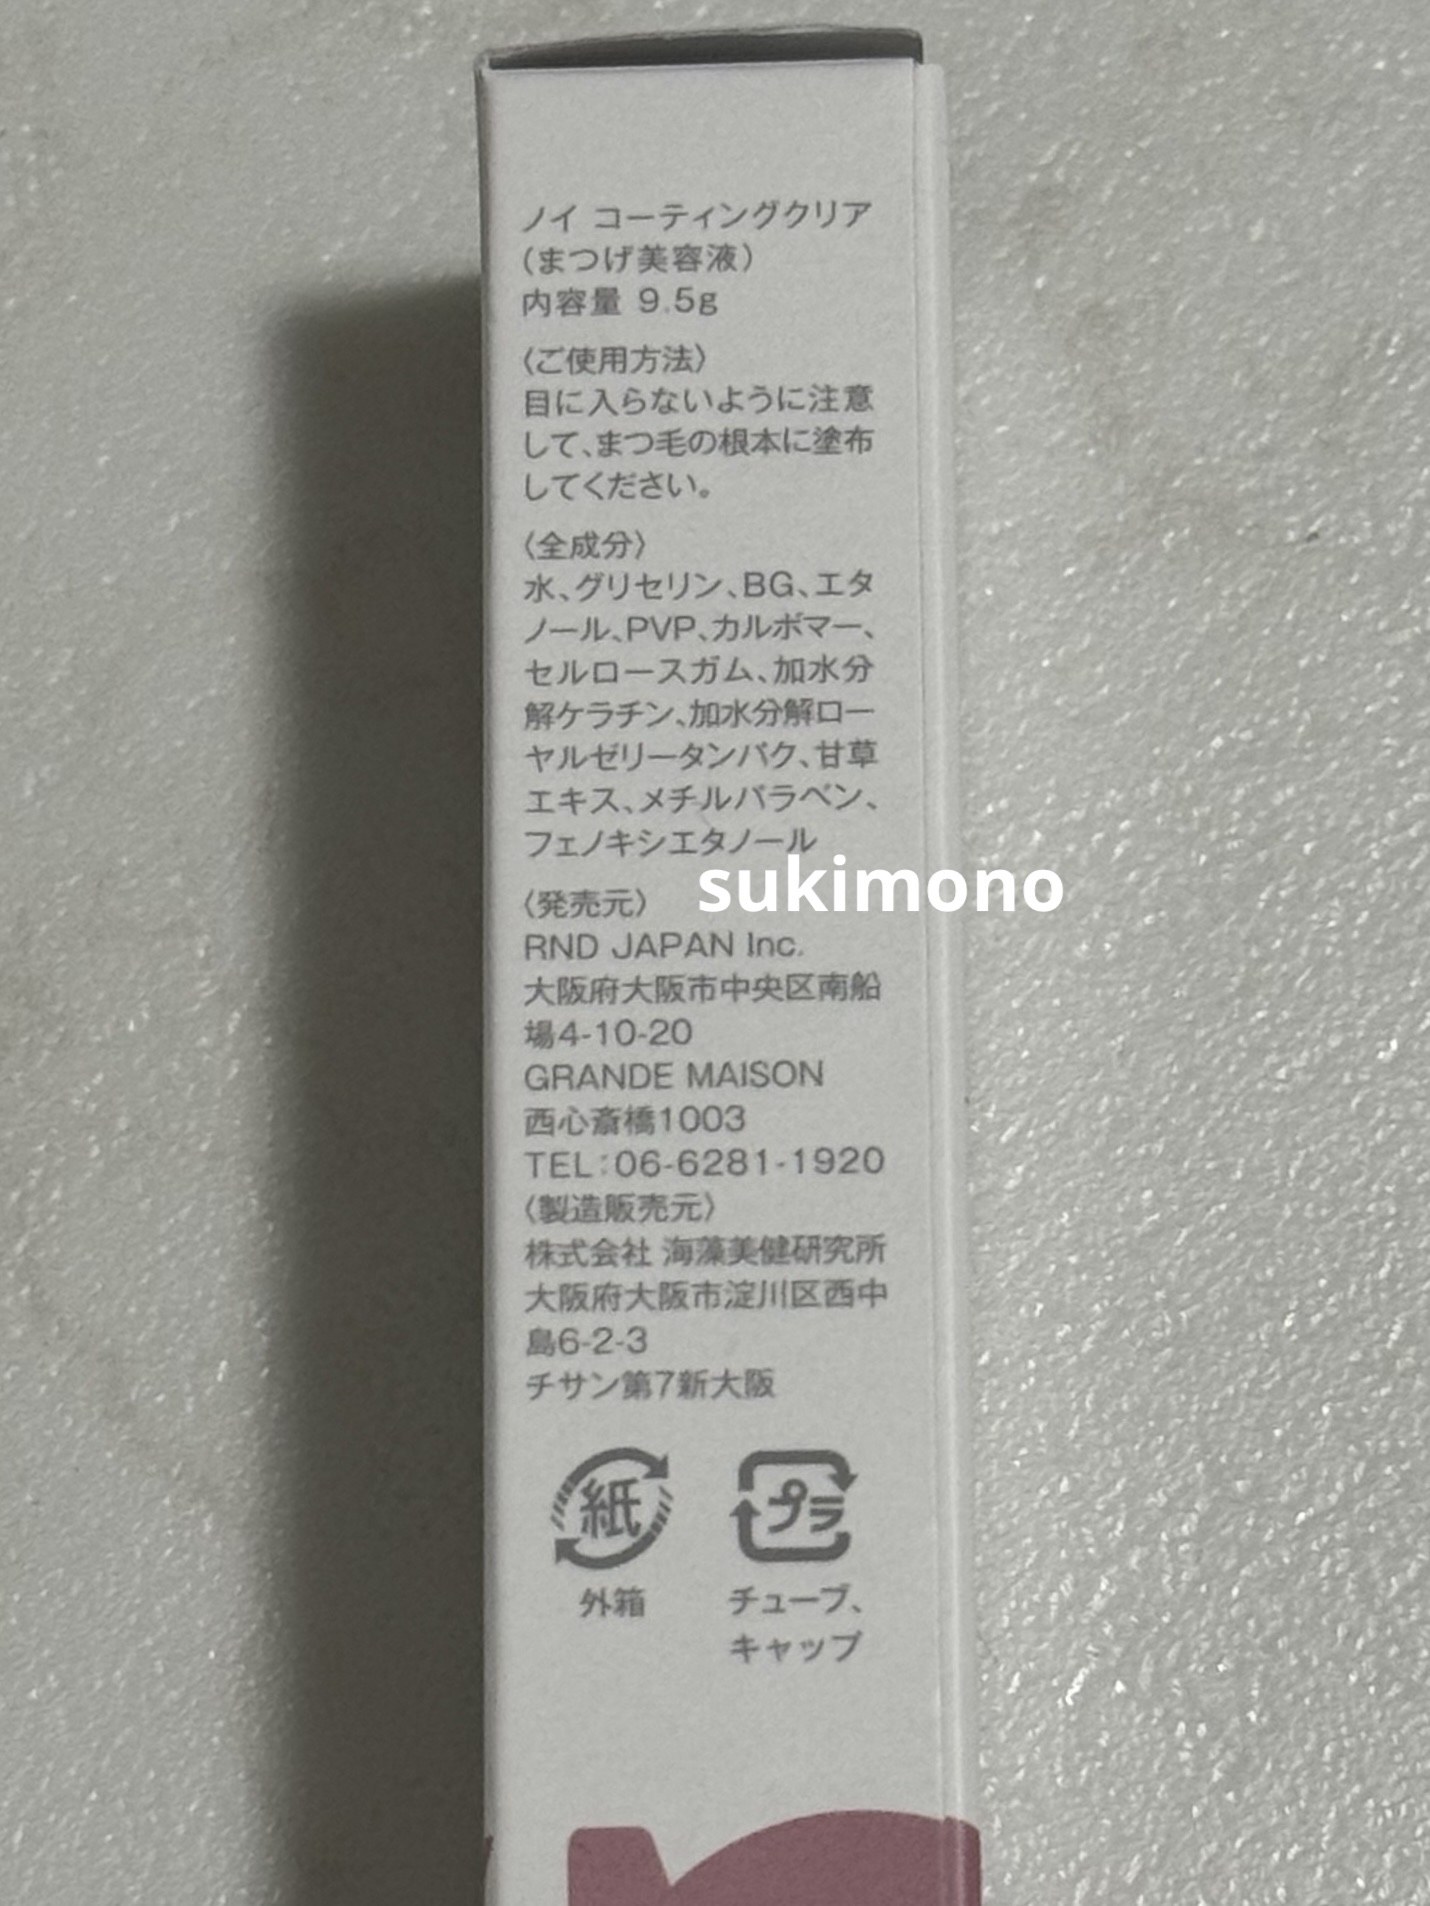 ノイ コーティングクリア
(まつげ美容液)
内容量 9.5g
〈ご使用方法〉
目に入らないように注意
して、まつ毛の根本に塗布
してください。
〈全成分〉
水、グリセリン、BG、エタ
ノール、PVP、カルボマー、
セルロースガム、加水分
解ケラチン、加水分解ロー
ヤルゼリータンパク、甘草
エキス、メチルパラベン、
フェノキシエタノール
sukimono
〈発売元〉
RND JAPAN Inc.
大阪府大阪市中央区南船
場4-10-20
GRANDE MAISON
西心斎橋1003
TEL:06-6281-1920
〈製造販売元〉
株式会社 海藻美健研究所
大阪府大阪市淀川区西中
島6-2-3
チサン第7新大阪
紙 プラ
外箱 チューブ、
キャップ